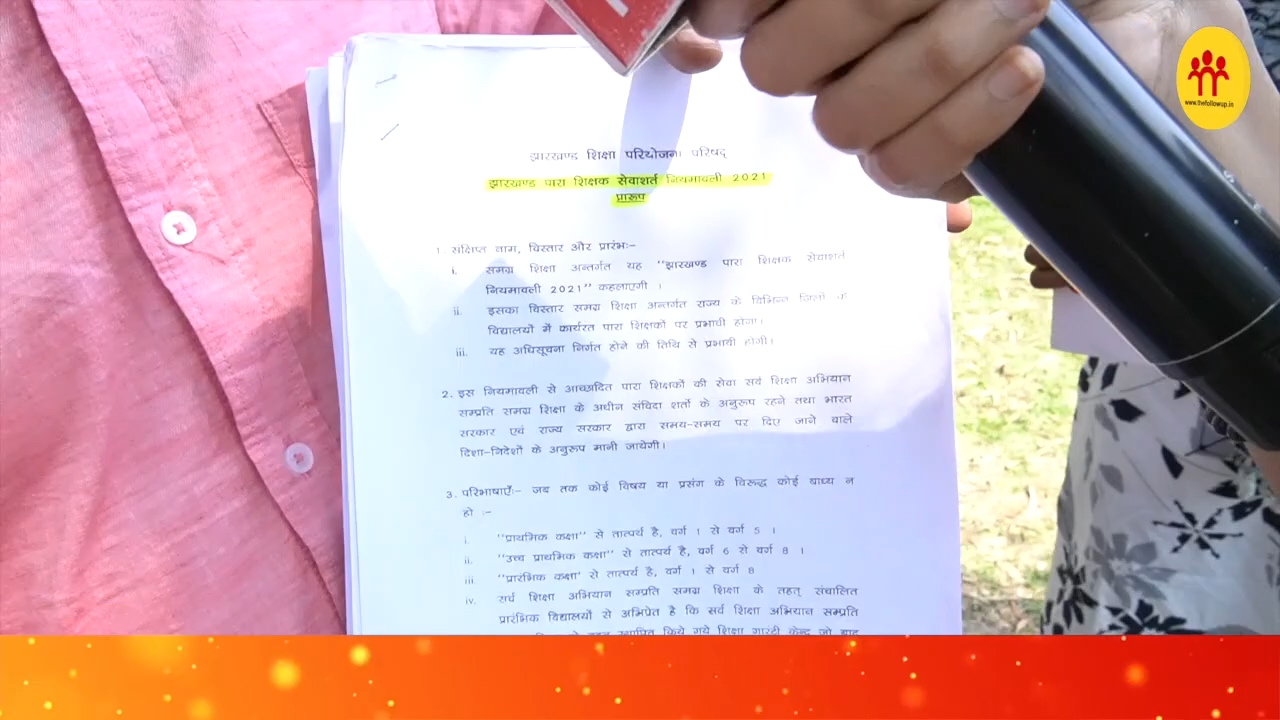 www.thefollowup.in
झारखण्ड शिक्षा परियोजना परिषद्
झारखण्ड पारा शिक्षक सेवाशर्त नियमावली 2021
प्रारूप
1. संक्षिप्त नाम, विस्तार और प्रारंभः–
i. समग्र शिक्षा अन्तर्गत यह "झारखण्ड पारा शिक्षक सेवाशर्त
नियमावली 2021" कहलाएगी ।
ii. इसका विस्तार समग्र शिक्षा अन्तर्गत राज्य के विभिन्न जिलों के
विद्यालयों में कार्यरत पारा शिक्षकों पर प्रभावी होगा।
iii. यह अधिसूचना निर्गत होने की तिथि से प्रभावी होगी।
2. इस नियमावली से आच्छादित पारा शिक्षकों की सेवा सर्व शिक्षा अभियान
सम्प्रति समग्र शिक्षा के अधीन संविदा शर्तो के अनुरूप रहने तथा भारत
सरकार एवं राज्य सरकार द्वारा समय-समय पर दिए जाने वाले
दिशा-निदेशों के अनुरूप मानी जायेगी।
3. परिभाषाएँः– जब तक कोई विषय या प्रसंग के विरूद्ध कोई बाध्य न
हो :–
i. "प्राथमिक कक्षा" से तात्पर्य है, वर्ग 1 से वर्ग 5 ।
ii. "उच्च प्राथमिक कक्षा" से तात्पर्य है, वर्ग 6 से वर्ग 8 ।
iii. "प्रारंभिक कक्षा' से तात्पर्य है, वर्ग 1 से वर्ग 8
iv. सर्व शिक्षा अभियान सम्प्रति समग्र शिक्षा के तहत् संचालित
प्रारंभिक विद्यालयों से अभिप्रेत है कि सर्व शिक्षा अभियान सम्प्रति
स्थापित किये गये शिक्षा गारंटी केन्द्र जो बाद